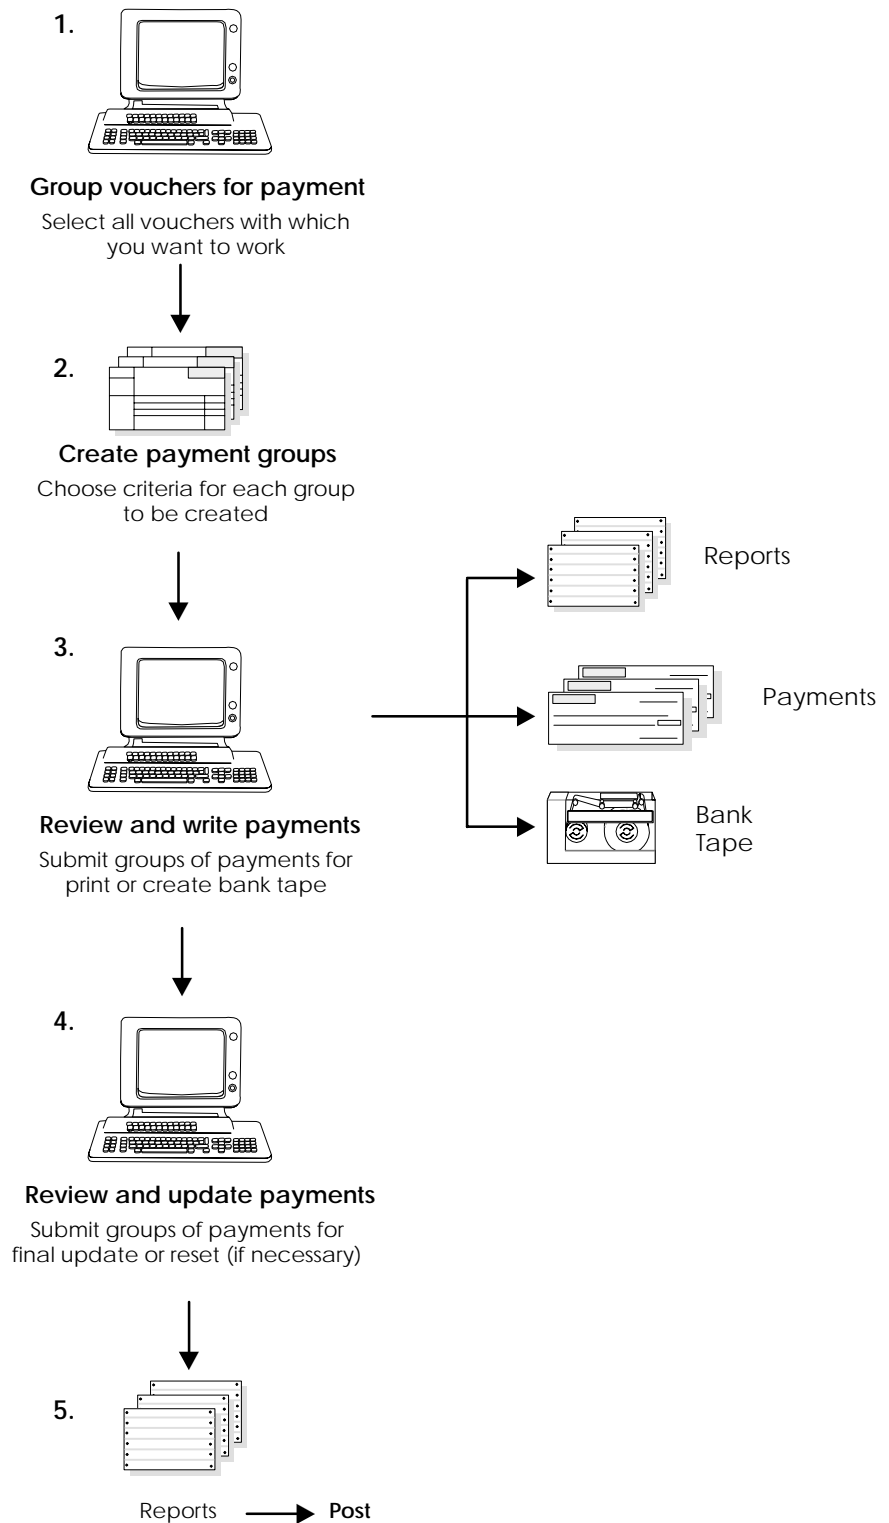 1.
Group vouchers for payment
Select all vouchers with which
you want to work
2.
Create payment groups
Choose criteria for each group
to be created
3.
Review and write payments
Submit groups of payments for
print or create bank tape
Reports
Payments
Bank
Tape
4.
Review and update payments
Submit groups of payments for
final update or reset (if necessary)
5.
Reports
Post